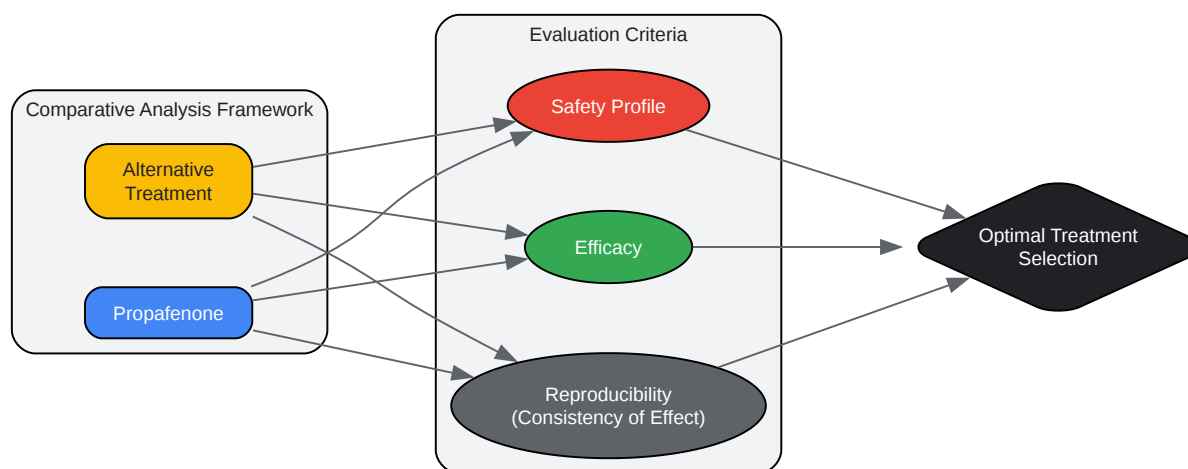 Comparative Analysis Framework
Alternative
Treatment
Propafenone
Evaluation Criteria
Safety Profile
Efficacy
Reproducibility
(Consistency of Effect)
Optimal Treatment
Selection